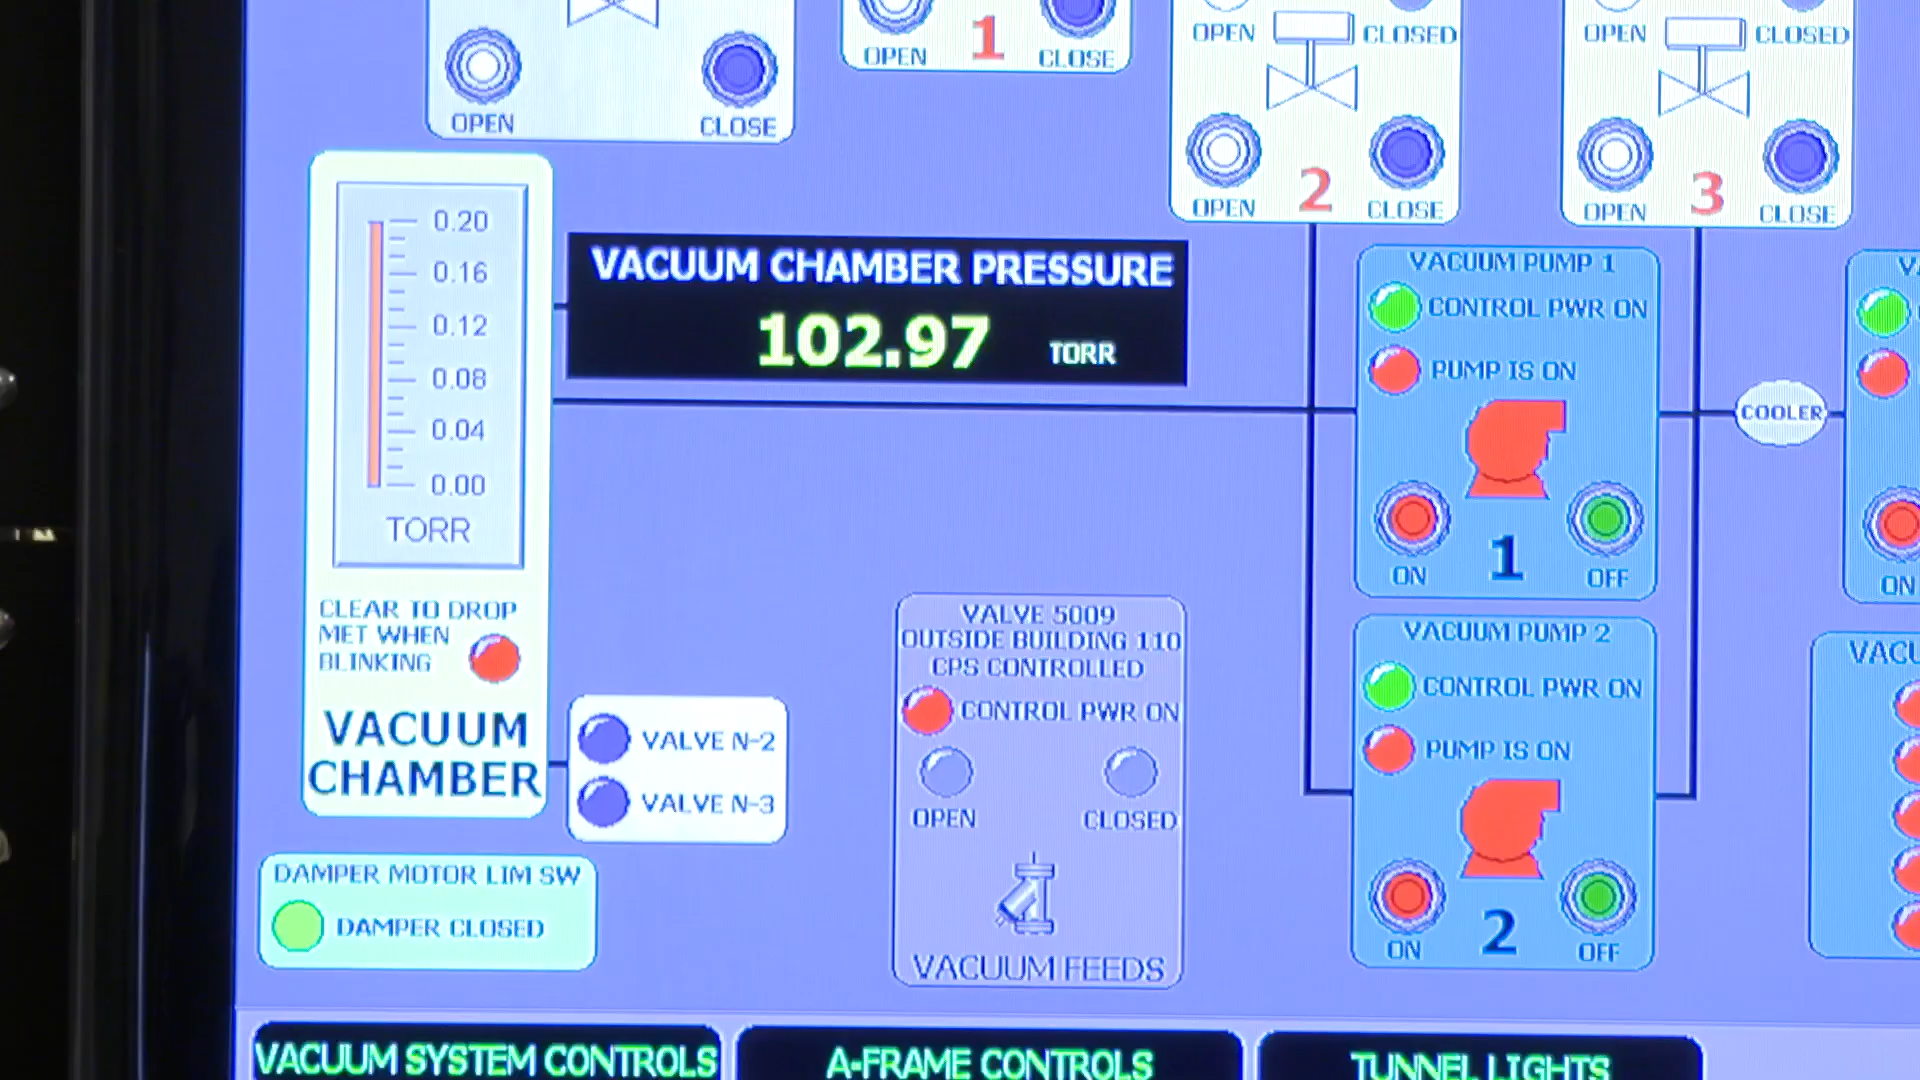 OPEN
CLOSE
OPEN
1
CLOSE
OPEN
CLOSED
OPEN
2
CLOSE
OPEN
CLOSED
OPEN
3
CLOSE
0.20
0.16
0.12
0.08
0.04
0.00
TORR
CLEAR TO DROP
MET WHEN
BLINKING
VACUUM
CHAMBER
VACUUM CHAMBER PRESSURE
102.97 TORR
VALVE N-2
VALVE N-3
DAMPER MOTOR LIM SW
DAMPER CLOSED
VALVE 5009
OUTSIDE BUILDING 110
CPS CONTROLLED
CONTROL PWR ON
OPEN
CLOSED
VACUUM FEEDS
VACUUM PUMP 1
CONTROL PWR ON
PUMP IS ON
ON
1
OFF
VACUUM PUMP 2
CONTROL PWR ON
PUMP IS ON
ON
2
OFF
COOLER
ON
VACUUM SYSTEM CONTROLS
A-FRAME CONTROLS
TUNNEL LIGHTS